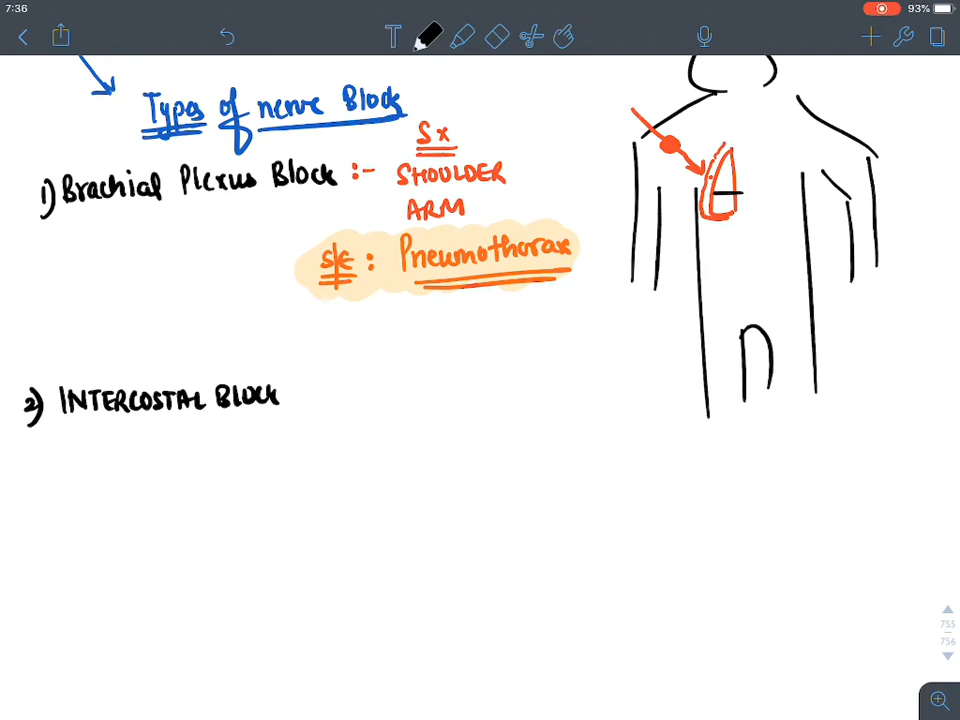 7:36
93%
T
Types of nerve Block
Sx
1) Brachial Plexus Block :- SHOULDER
ARM
s/e : Pneumothorax
2) INTERCOSTAL BLOCK
755
756